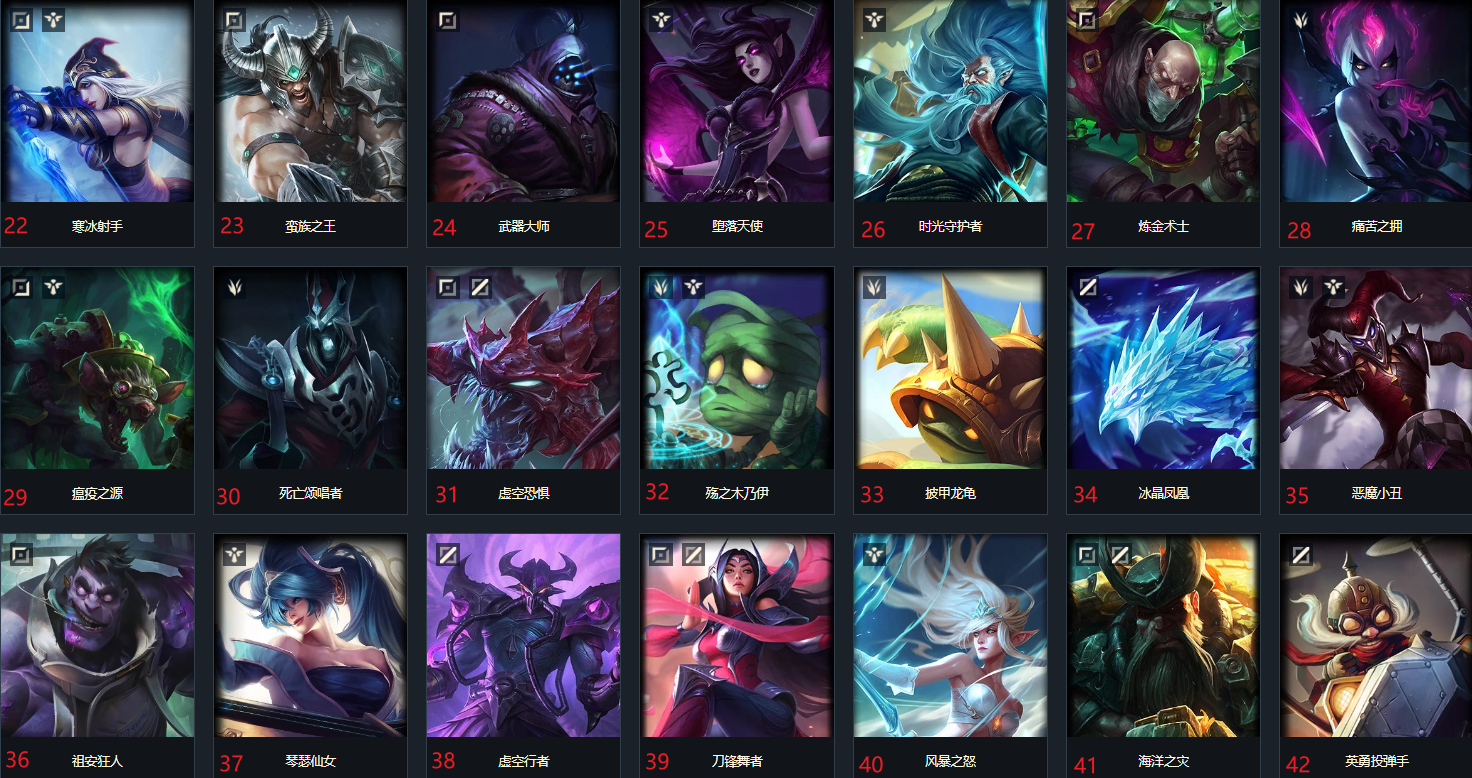 22 寒冰射手
23 蛮族之王
24 武器大师
25 堕落天使
26 时光守护者
27 炼金术士
28 痛苦之拥
29 瘟疫之源
30 死亡颂唱者
31 虚空恐惧
32 殇之木乃伊
33 披甲龙龟
34 冰晶凤凰
35 恶魔小丑
36 祖安狂人
37 琴瑟仙女
38 虚空行者
39 刀锋舞者
40 风暴之怒
41 海洋之灾
42 英勇投弹手